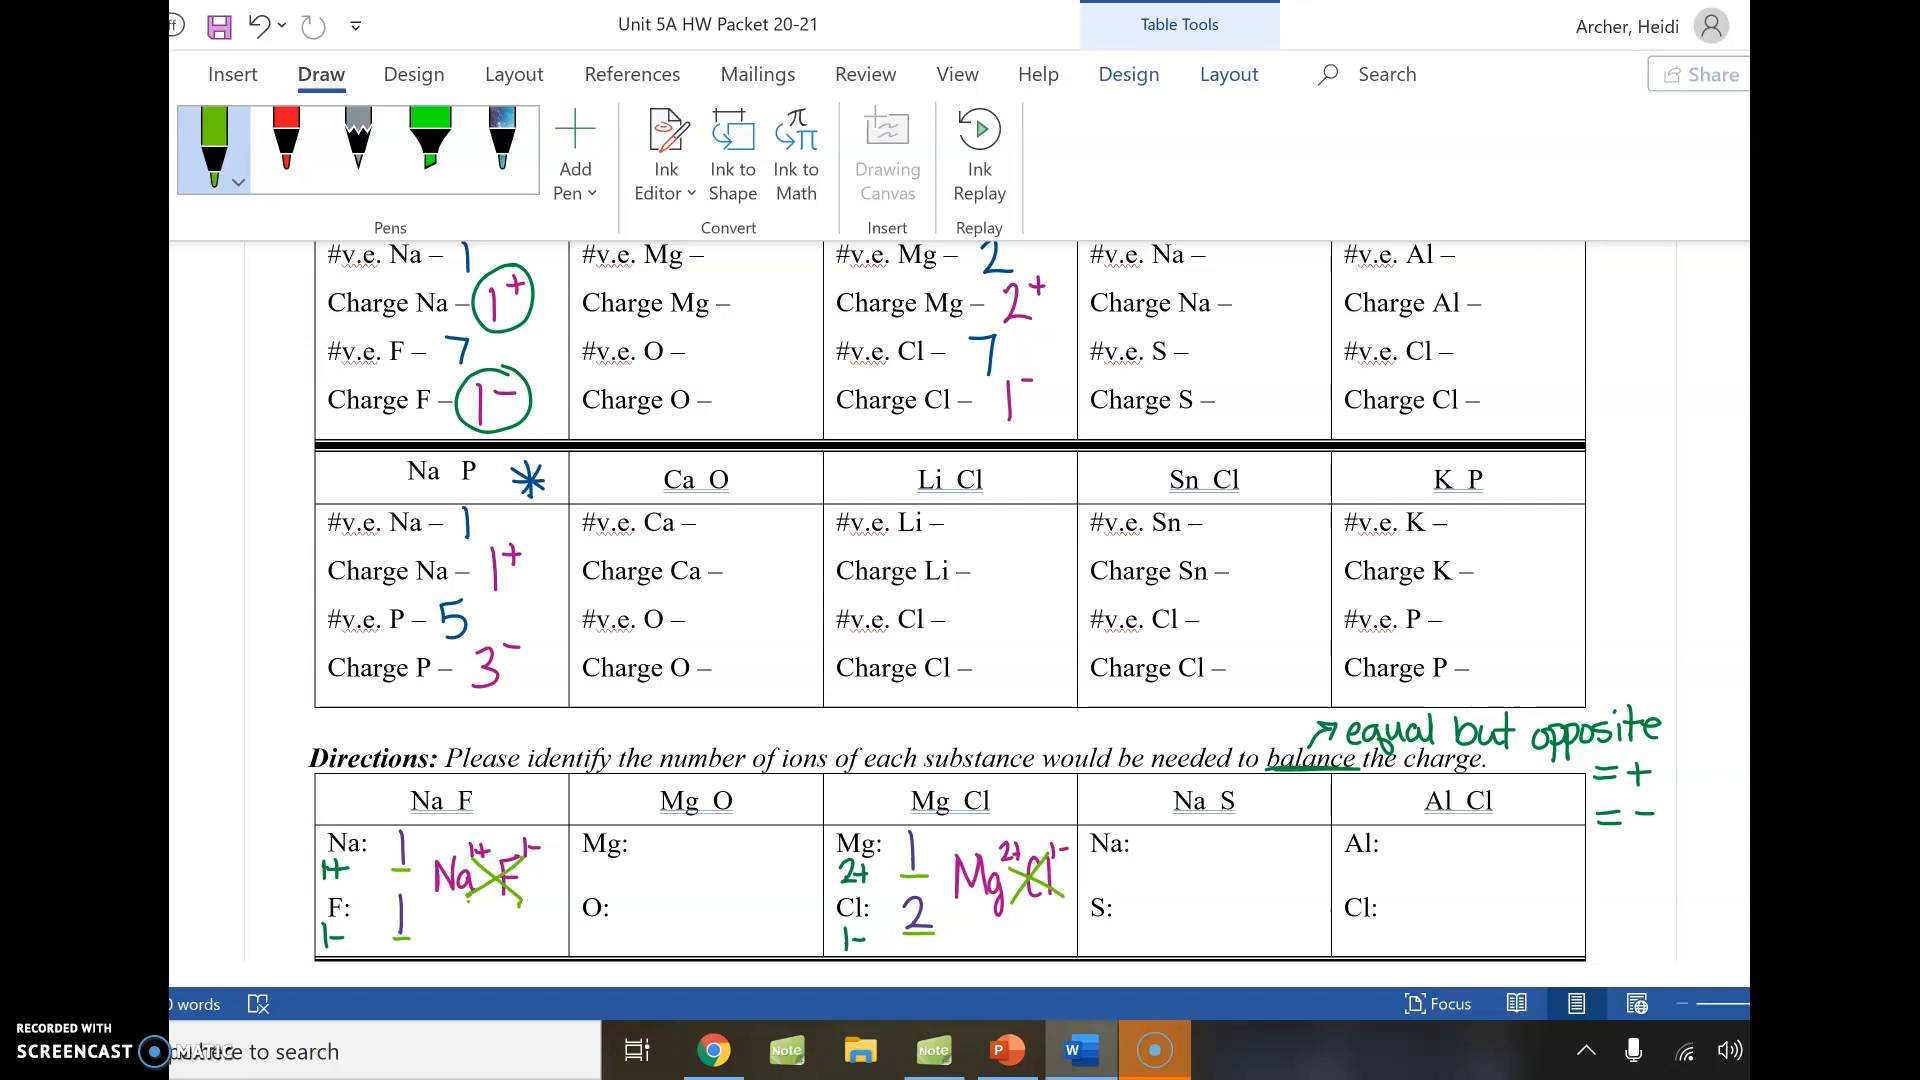 ff
Unit 5A HW Packet 20-21
Table Tools
Archer, Heidi
Insert Draw Design Layout References Mailings Review View Help Design Layout Search Share
Add Pen
Ink Editor
Ink to Shape
Ink to Math
Drawing Canvas
Ink Replay
Pens Convert Insert Replay
#v.e. Na – 1
Charge Na – 1+
#v.e. F – 7
Charge F – 1-
#v.e. Mg –
Charge Mg –
#v.e. O –
Charge O –
#v.e. Mg – 2
Charge Mg – 2+
#v.e. Cl – 7
Charge Cl – 1-
#v.e. Na –
Charge Na –
#v.e. S –
Charge S –
#v.e. Al –
Charge Al –
#v.e. Cl –
Charge Cl –
Na P *
Ca O
Li Cl
Sn Cl
K P
#v.e. Na – 1
Charge Na – 1+
#v.e. P – 5
Charge P – 3-
#v.e. Ca –
Charge Ca –
#v.e. O –
Charge O –
#v.e. Li –
Charge Li –
#v.e. Cl –
Charge Cl –
#v.e. Sn –
Charge Sn –
#v.e. Cl –
Charge Cl –
#v.e. K –
Charge K –
#v.e. P –
Charge P –
equal but opposite
= +
= -
Directions: Please identify the number of ions of each substance would be needed to balance the charge.
Na F
Mg O
Mg Cl
Na S
Al Cl
Na: 1
1+
F: 1
1-
Na1+ F1-
Mg:
O:
Mg: 1
2+
Cl: 2
1-
Mg2+ Cl1-
Na:
S:
Al:
Cl:
words
Focus
RECORDED WITH
SCREENCAST MATIC
e to search
Note
Note
P
W